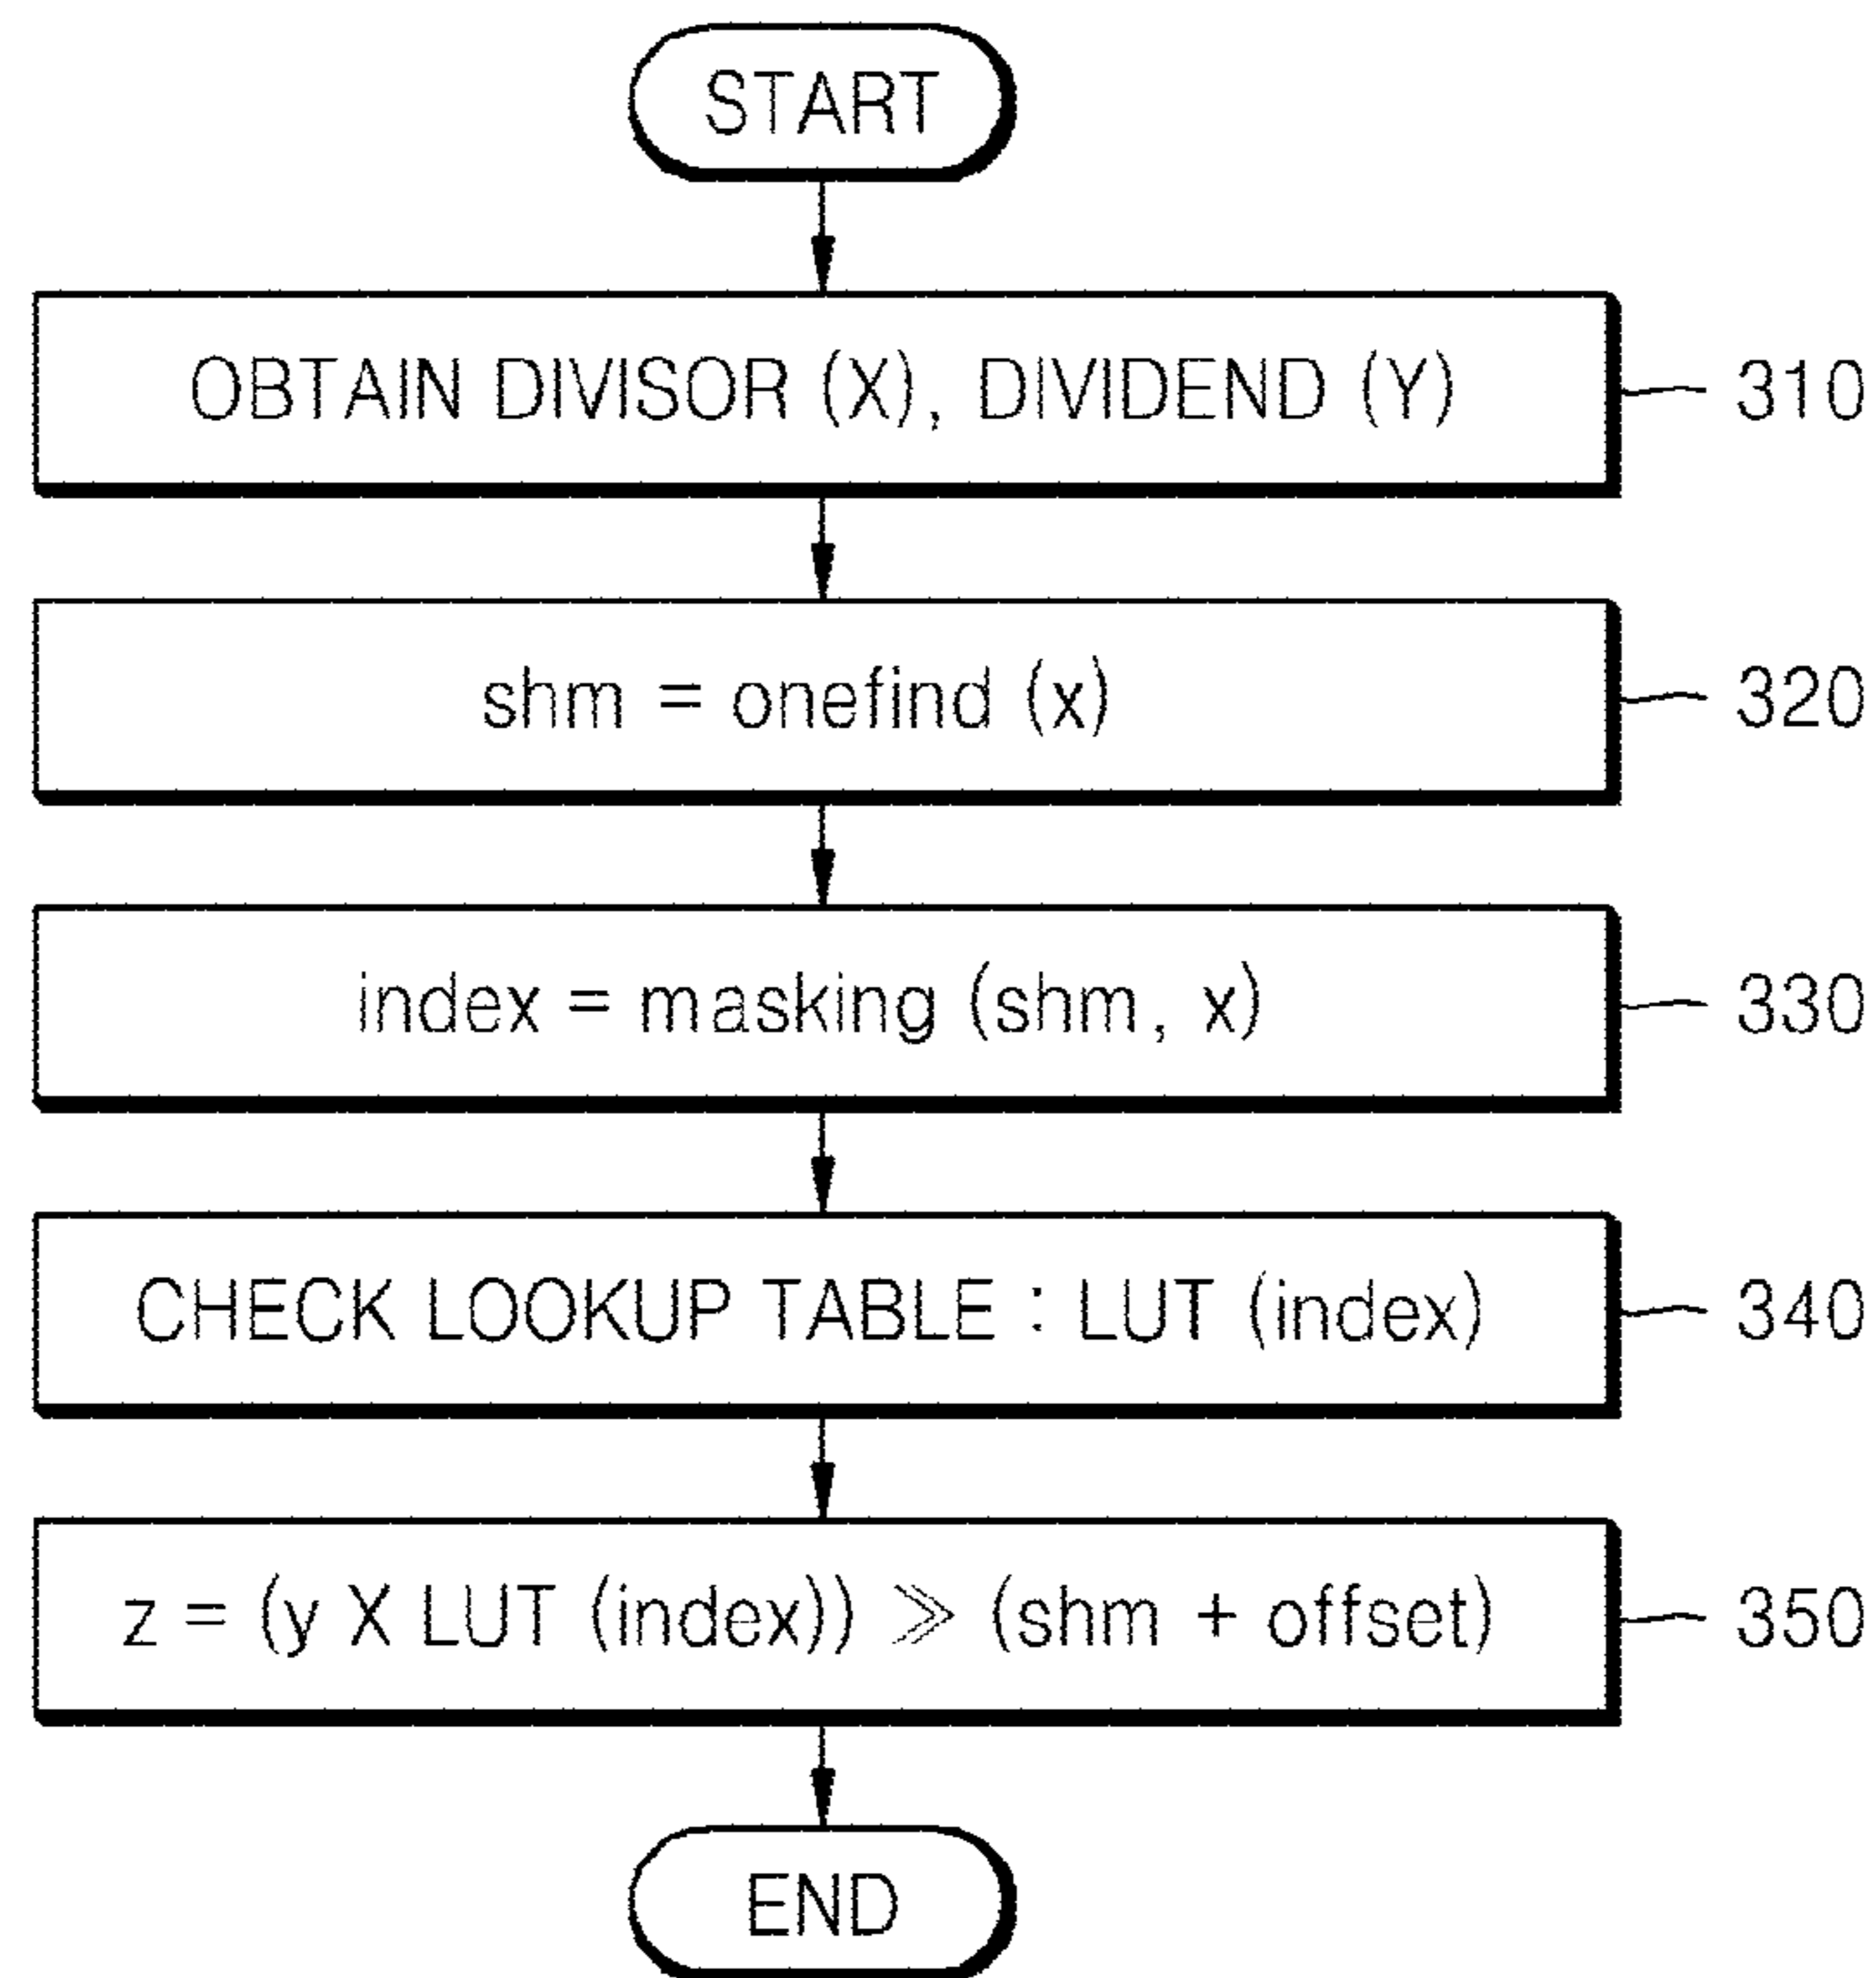 START
OBTAIN DIVISOR (X), DIVIDEND (Y)
310
shm = onefind (x)
320
index = masking (shm, x)
330
CHECK LOOKUP TABLE : LUT (index)
340
z = (y X LUT (index)) ≫ (shm + offset)
350
END